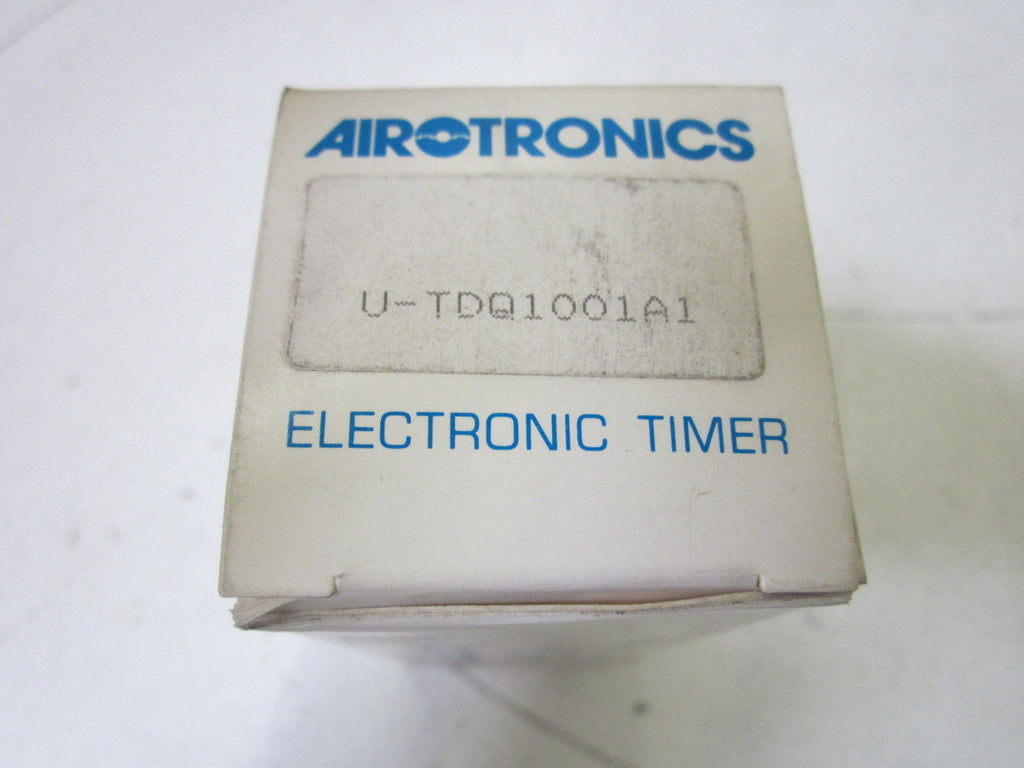 AIROTRONICS
U-TDQ1001A1
ELECTRONIC TIMER